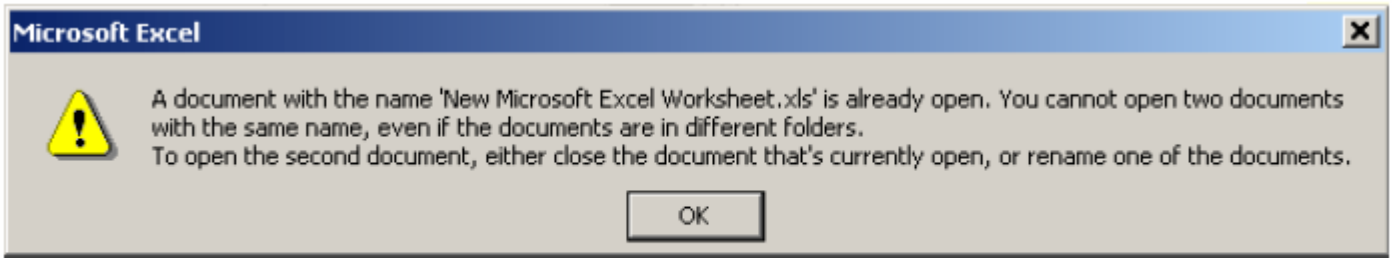 Microsoft Excel
A document with the name 'New Microsoft Excel Worksheet.xls' is already open. You cannot open two documents
with the same name, even if the documents are in different folders.
To open the second document, either close the document that's currently open, or rename one of the documents.
OK